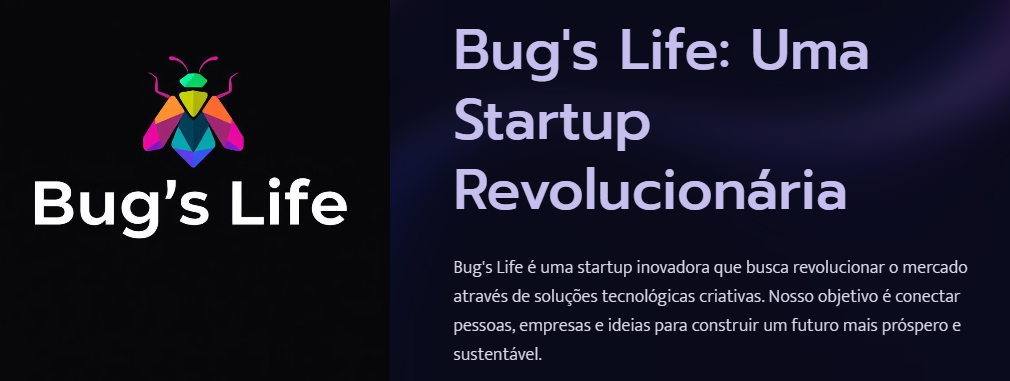 Bug’s Life
Bug's Life: Uma
Startup
Revolucionária
Bug's Life é uma startup inovadora que busca revolucionar o mercado
através de soluções tecnológicas criativas. Nosso objetivo é conectar
pessoas, empresas e ideias para construir um futuro mais próspero e
sustentável.